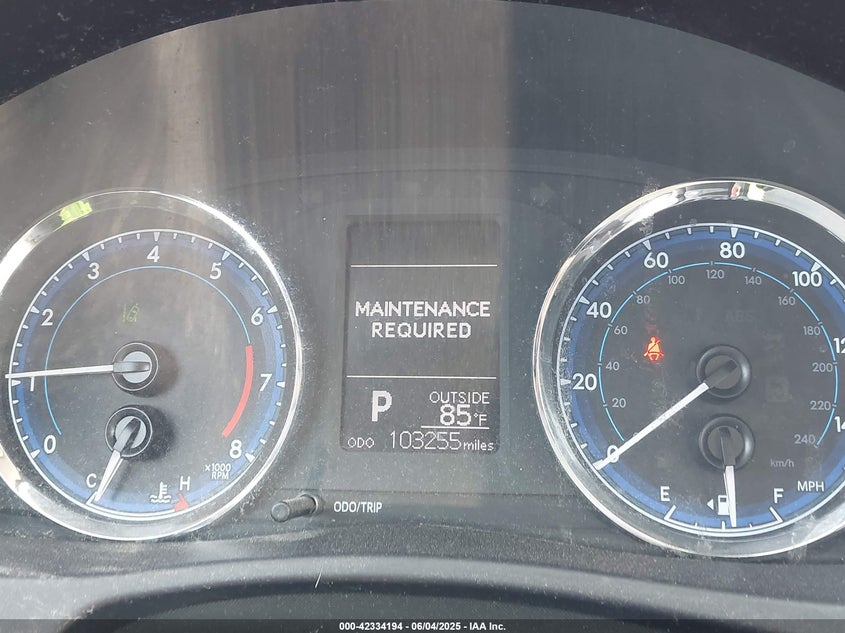 0
1
2
3
4
5
6
7
8
x1000
RPM
C
H
MAINTENANCE
REQUIRED
P
OUTSIDE
85°F
ODO 103255 miles
ODO/TRIP
0
20
40
60
80
100
20
40
60
80
100
120
140
160
180
200
220
240
km/h
MPH
ABS
E
F
000-42334194 - 06/04/2025 - IAA Inc.